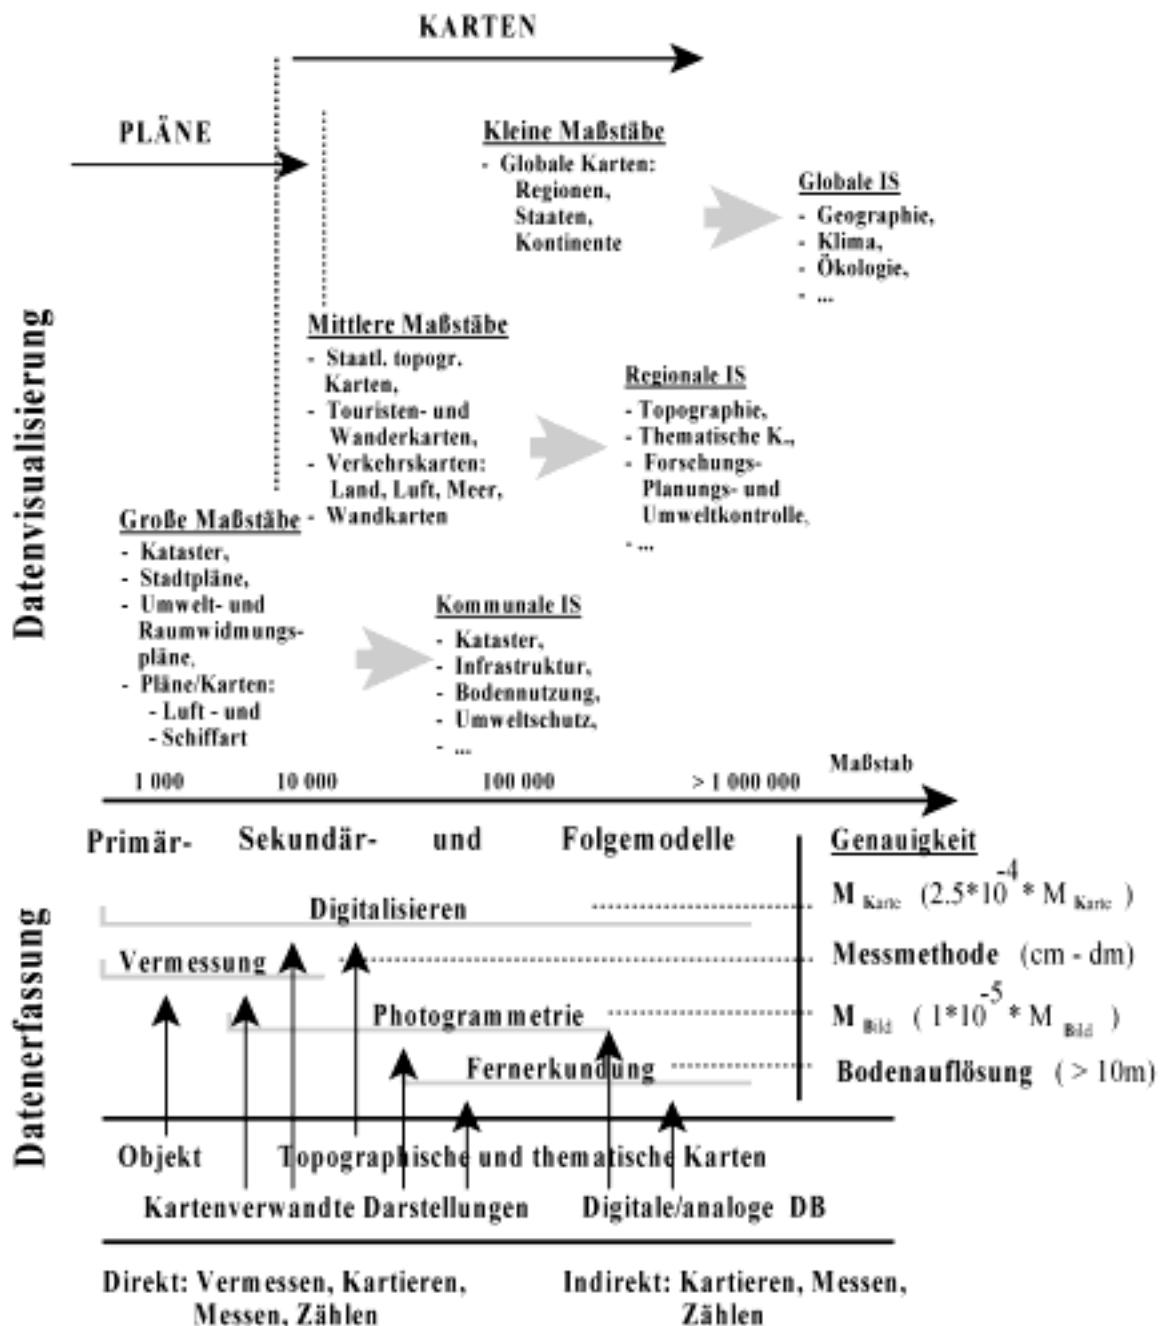 KARTEN
PLÄNE
Kleine Maßstäbe
- Globale Karten:
Regionen,
Staaten,
Kontinente
Globale IS
- Geographie,
- Klima,
- Ökologie,
- ...
Datenvisualisierung
Mittlere Maßstäbe
- Staatl. topogr.
Karten,
- Touristen- und
Wanderkarten,
- Verkehrskarten:
Land, Luft, Meer,
- Wandkarten
Regionale IS
- Topographie,
- Thematische K.,
- Forschungs-
Planungs- und
Umweltkontrolle,
- ...
Große Maßstäbe
- Kataster,
- Stadtpläne,
- Umwelt- und
Raumwidmungs-
pläne,
- Pläne/Karten:
- Luft - und
- Schiffart
Kommunale IS
- Kataster,
- Infrastruktur,
- Bodennutzung,
- Umweltschutz,
- ...
1 000 10 000 100 000 > 1 000 000 Maßstab
Primär- Sekundär- und Folgemodelle
Genauigkeit
Datenerfassung
Digitalisieren
M Karte (2.5*10-4 * M Karte )
Vermessung
Messmethode (cm - dm)
Photogrammetrie
M Bild ( 1*10-5 * M Bild )
Fernerkundung
Bodenauflösung ( > 10m)
Objekt Topographische und thematische Karten
Kartenverwandte Darstellungen Digitale/analoge DB
Direkt: Vermessen, Kartieren,
Messen, Zählen
Indirekt: Kartieren, Messen,
Zählen